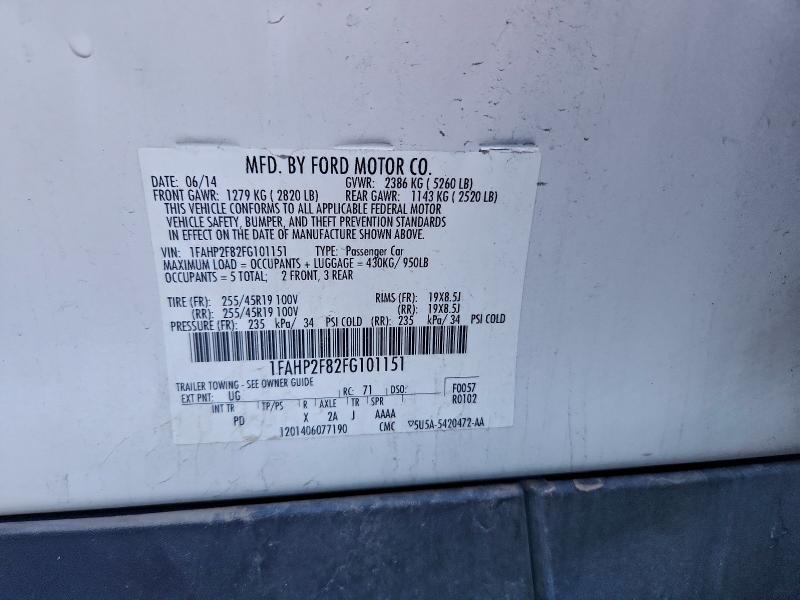 MFD. BY FORD MOTOR CO.
DATE: 06/14 GVWR: 2386 KG ( 5260 LB)
FRONT GAWR: 1279 KG ( 2820 LB) REAR GAWR: 1143 KG ( 2520 LB)
THIS VEHICLE CONFORMS TO ALL APPLICABLE FEDERAL MOTOR
VEHICLE SAFETY, BUMPER, AND THEFT PREVENTION STANDARDS
IN EFFECT ON THE DATE OF MANUFACTURE SHOWN ABOVE.
VIN: 1FAHP2F82FG101151 TYPE: Passenger Car
MAXIMUM LOAD = OCCUPANTS + LUGGAGE = 430KG/ 950LB
OCCUPANTS = 5 TOTAL; 2 FRONT, 3 REAR
TIRE (FR): 255/45R19 100V RIMS (FR): 19X8.5J
(RR): 255/45R19 100V (RR): 19X8.5J
PRESSURE (FR): 235 kPa/ 34 PSI COLD (RR): 235 kPa/ 34 PSI COLD
1FAHP2F82FG101151
TRAILER TOWING - SEE OWNER GUIDE
EXT PNT: UG RC: 71 DSO: F0057
R0102
INT TR TP/PS R AXLE TR SPR
PD X 2A J AAAA
1201406077190 CMC ▽5U5A-5420472-AA